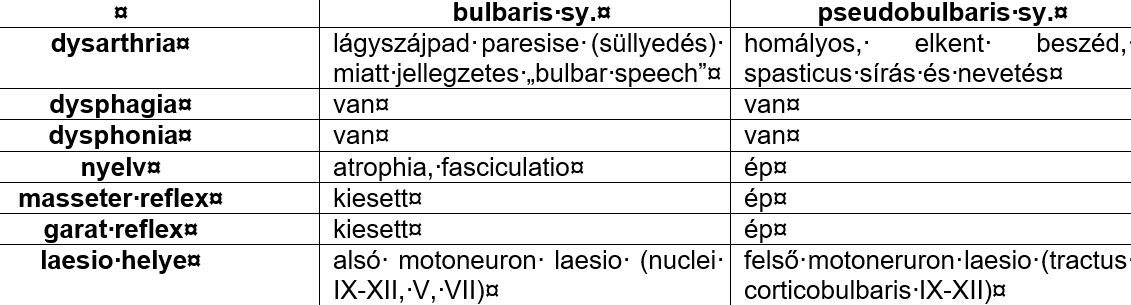 bulbaris sy. pseudobulbaris sy.
dysarthria lágyszájpad paresise (süllyedés) homályos, elkent beszéd,
miatt jellegzetes „bulbar speech” spasticus sírás és nevetés
dysphagia van van
dysphonia van van
nyelv atrophia, fasciculatio ép
masseter reflex kiesett ép
garat reflex kiesett ép
laesio helye alsó motoneuron laesio (nuclei felső motoneruron laesio (tractus
IX-XII, V, VII) corticobulbaris IX-XII)